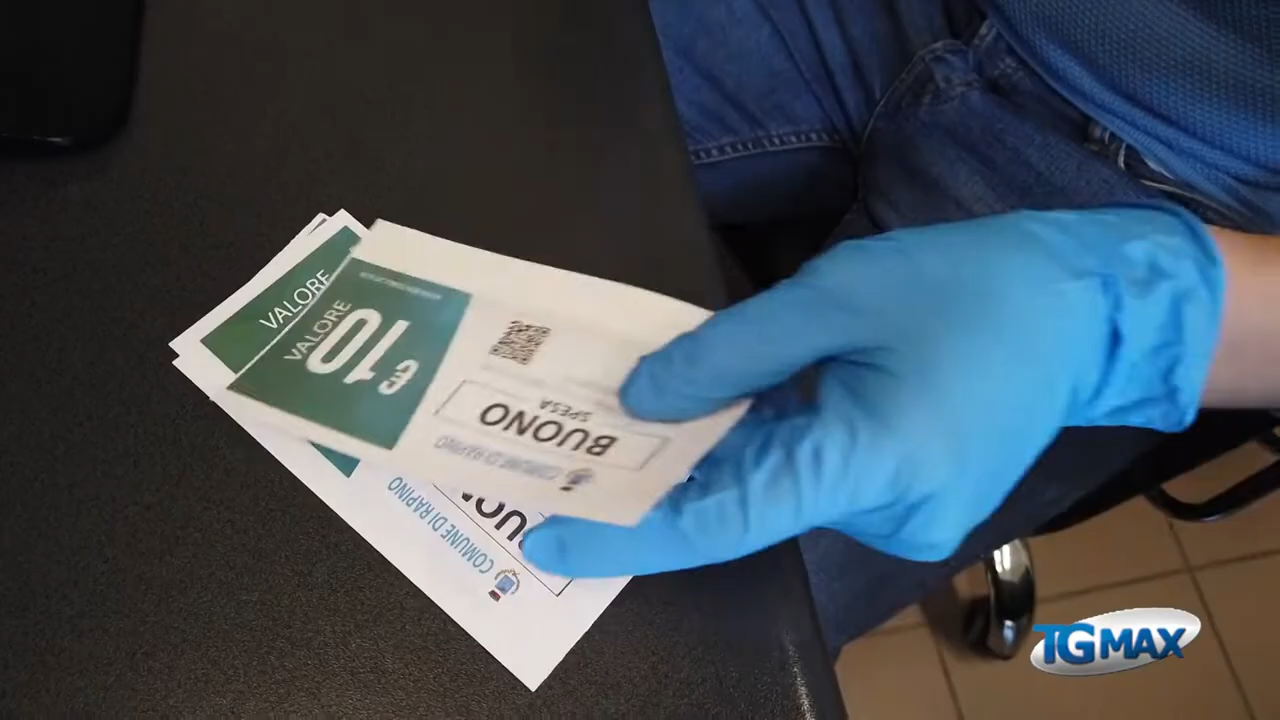 VALORE
VALORE
10
€
BUONO
SPESA
COMUNE DI RAPINO
COMUNE DI RAPINO
TGMAX